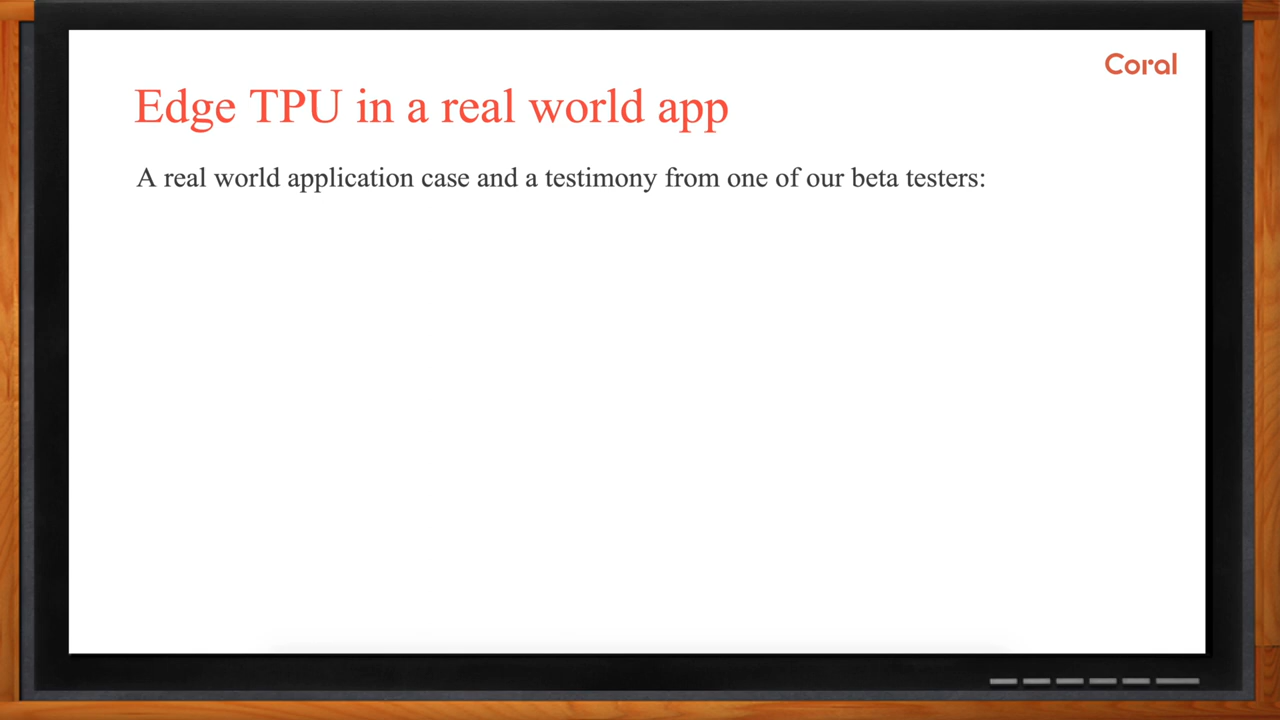 Coral
Edge TPU in a real world app
A real world application case and a testimony from one of our beta testers: